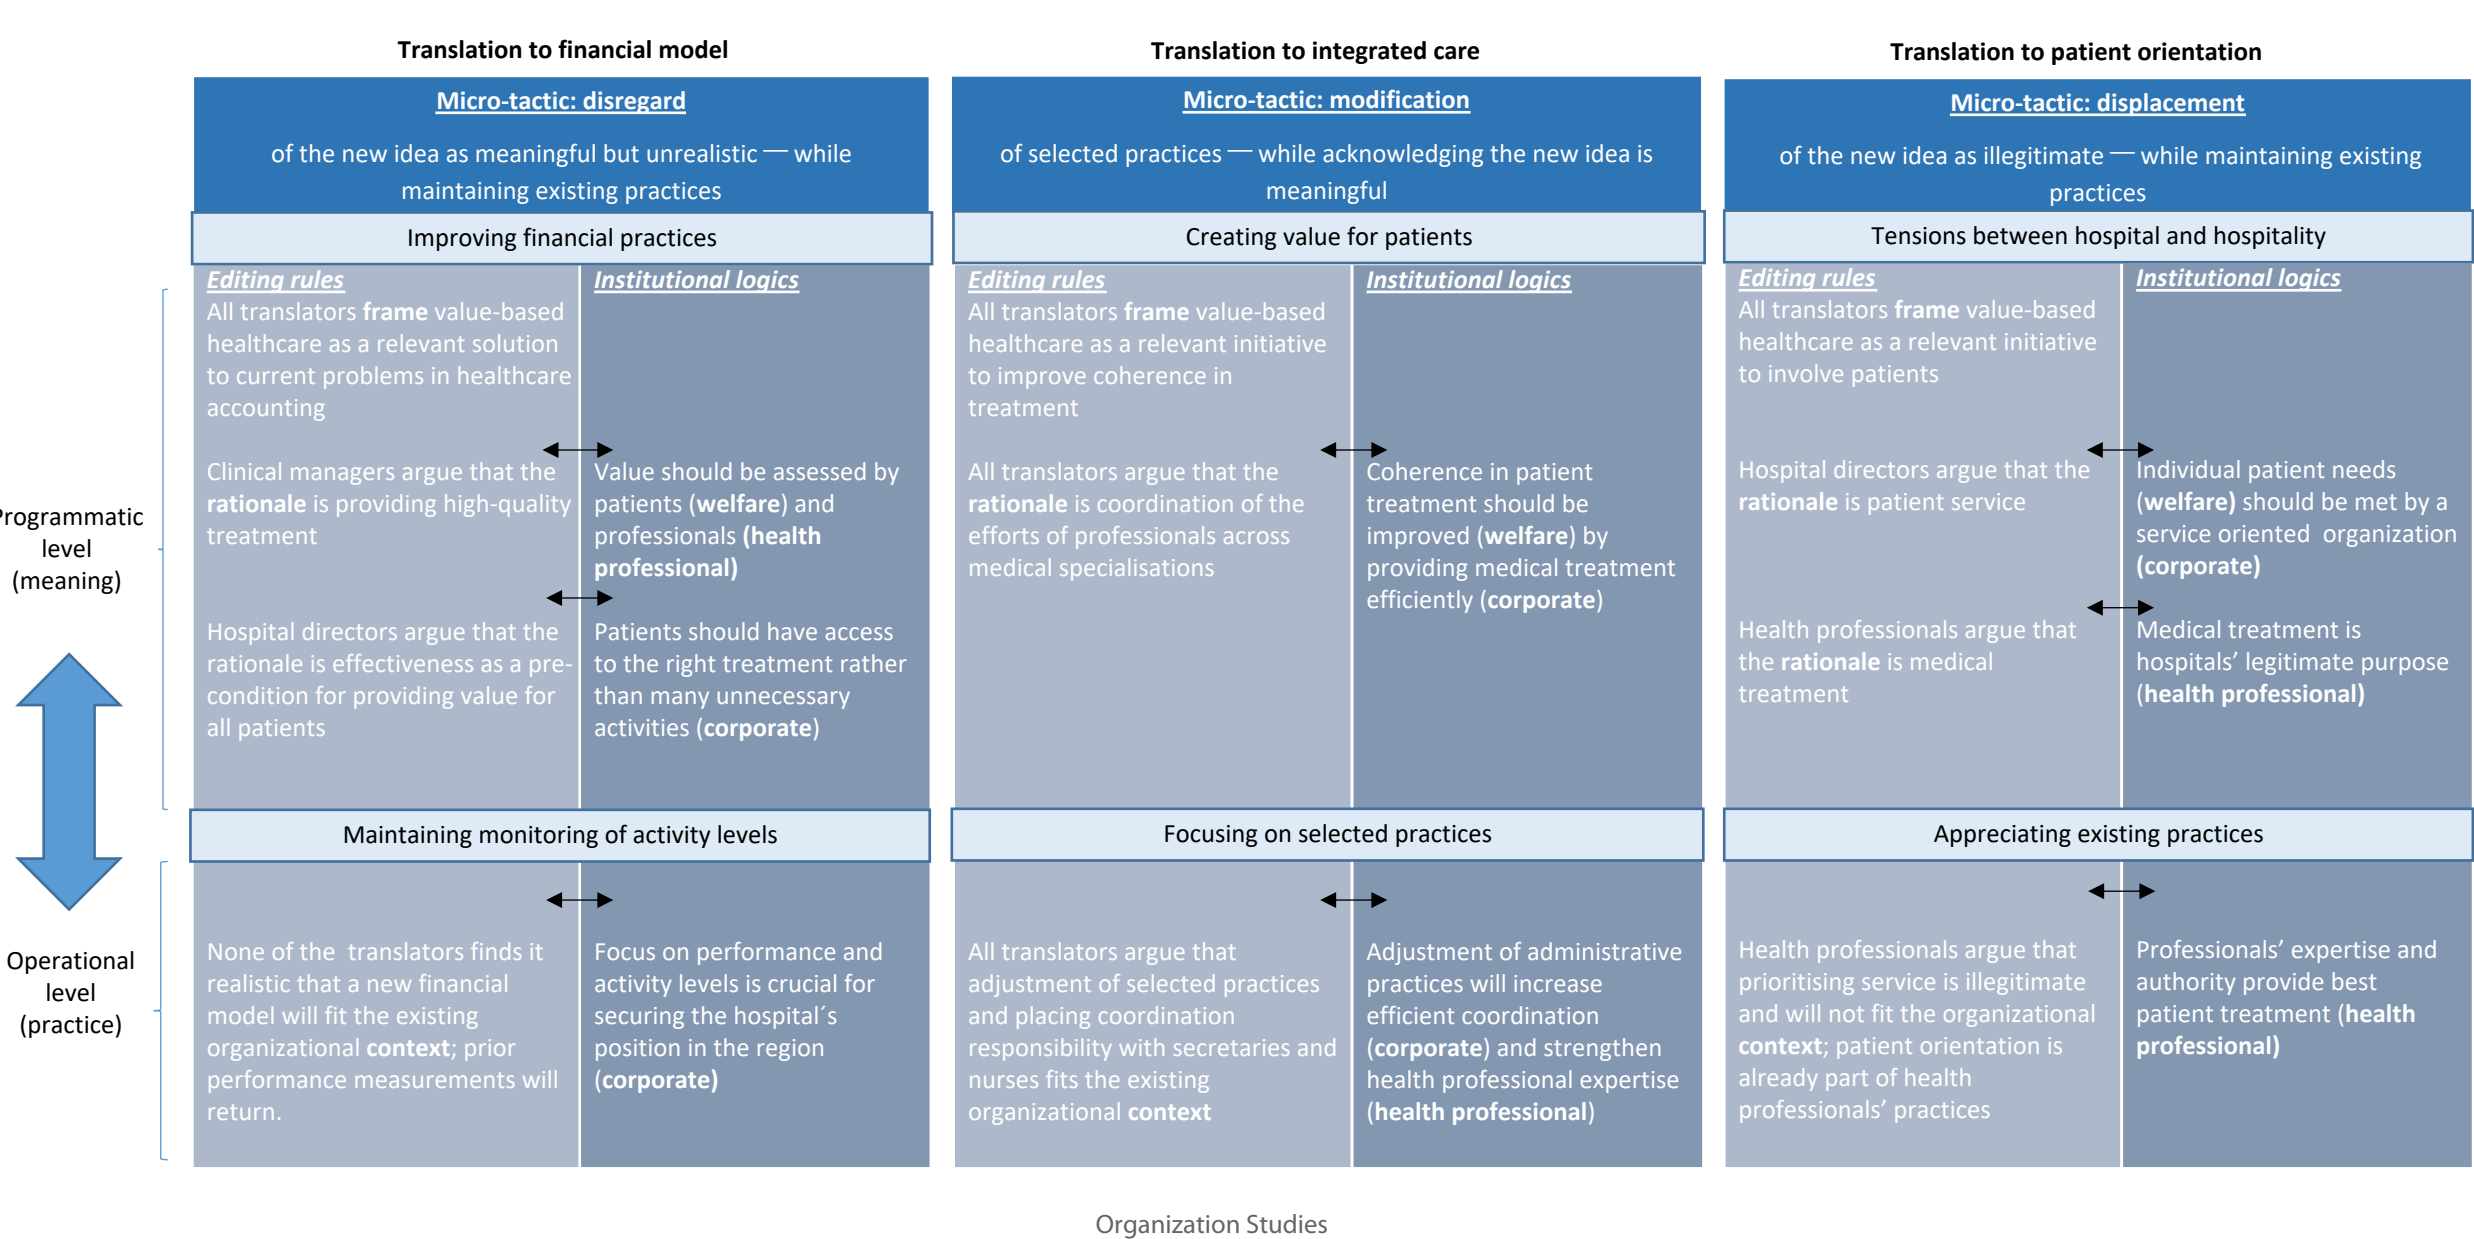 Translation to financial model
Micro-tactic: disregard
of the new idea as meaningful but unrealistic — while
maintaining existing practices
Improving financial practices
Editing rules
All translators frame value-based
healthcare as a relevant solution
to current problems in healthcare
accounting
Clinical managers argue that the
rationale is providing high-quality
treatment
Hospital directors argue that the
rationale is effectiveness as a pre-
condition for providing value for
all patients
Institutional logics
Value should be assessed by
patients (welfare) and
professionals (health
professional)
Patients should have access
to the right treatment rather
than many unnecessary
activities (corporate)
Maintaining monitoring of activity levels
None of the  translators finds it
realistic that a new financial
model will fit the existing
organizational context; prior
performance measurements will
return.
Focus on performance and
activity levels is crucial for
securing the hospital´s
position in the region
(corporate)
Translation to integrated care
Micro-tactic: modification
of selected practices — while acknowledging the new idea is
meaningful
Creating value for patients
Editing rules
All translators frame value-based
healthcare as a relevant initiative
to improve coherence in
treatment
All translators argue that the
rationale is coordination of the
efforts of professionals across
medical specialisations
Institutional logics
Coherence in patient
treatment should be
improved (welfare) by
providing medical treatment
efficiently (corporate)
Focusing on selected practices
All translators argue that
adjustment of selected practices
and placing coordination
responsibility with secretaries and
nurses fits the existing
organizational context
Adjustment of administrative
practices will increase
efficient coordination
(corporate) and strengthen
health professional expertise
(health professional)
Translation to patient orientation
Micro-tactic: displacement
of the new idea as illegitimate — while maintaining existing
practices
Tensions between hospital and hospitality
Editing rules
All translators frame value-based
healthcare as a relevant initiative
to involve patients
Hospital directors argue that the
rationale is patient service
Health professionals argue that
the rationale is medical
treatment
Institutional logics
Individual patient needs
(welfare) should be met by a
service oriented  organization
(corporate)
Medical treatment is
hospitals’ legitimate purpose
(health professional)
Appreciating existing practices
Health professionals argue that
prioritising service is illegitimate
and will not fit the organizational
context; patient orientation is
already part of health
professionals’ practices
Professionals’ expertise and
authority provide best
patient treatment (health
professional)
Programmatic
level
(meaning)
Operational
level
(practice)
Organization Studies